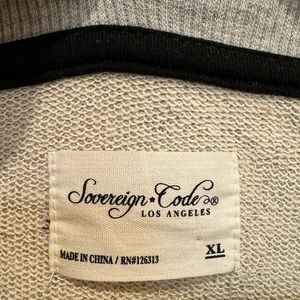 Sovereign ★ Code®
LOS ANGELES
XL
MADE IN CHINA / RN#126313